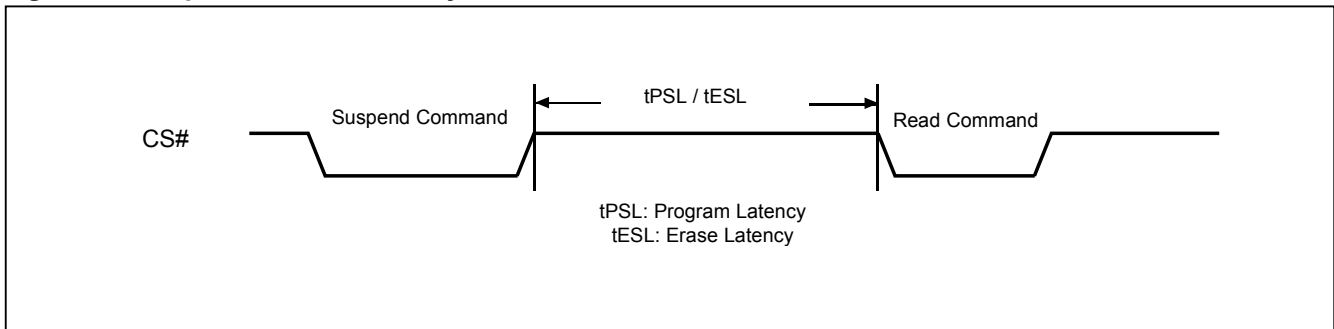 tPSL / tESL
Suspend Command
Read Command
CS#
tPSL: Program Latency
tESL: Erase Latency